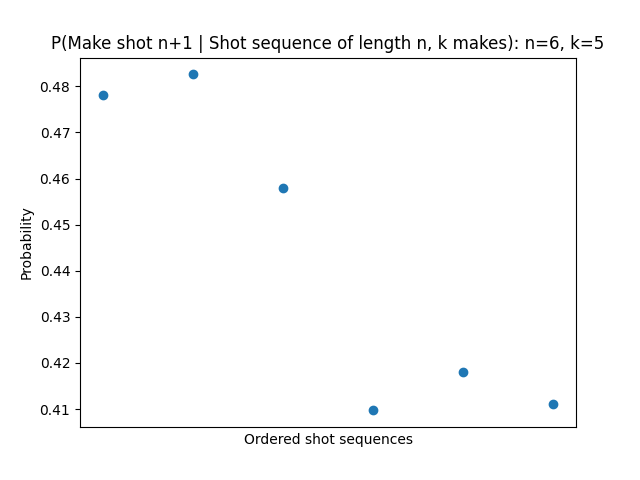 P(Make shot n+1 | Shot sequence of length n, k makes): n=6, k=5
0.48
0.47
0.46
0.45
0.44
0.43
0.42
0.41
Probability
Ordered shot sequences